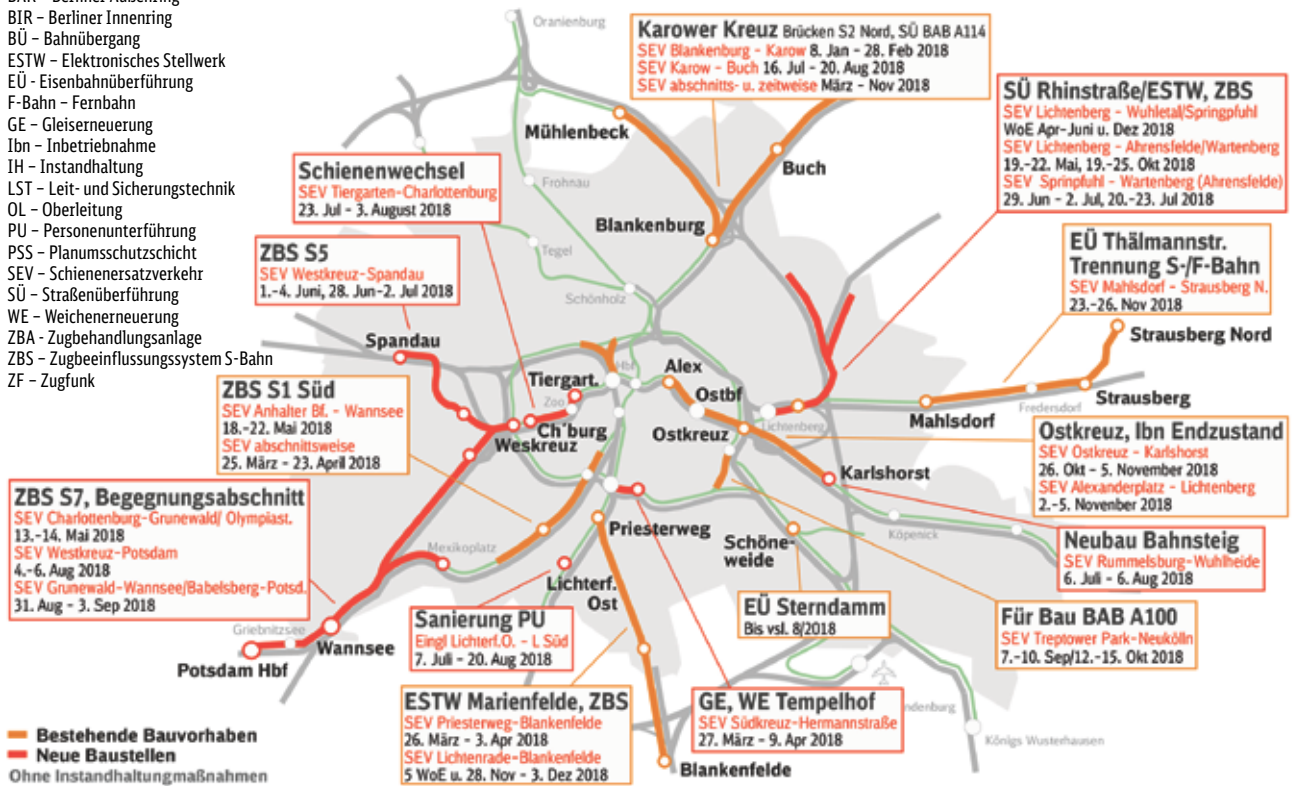 BIR – Berliner Innenring
BÜ – Bahnübergang
ESTW – Elektronisches Stellwerk
EÜ - Eisenbahnüberführung
F-Bahn – Fernbahn
GE – Gleiserneuerung
Ibn – Inbetriebnahme
IH – Instandhaltung
LST – Leit- und Sicherungstechnik
OL – Oberleitung
PU – Personenunterführung
PSS – Planumsschutzschicht
SEV – Schienenersatzverkehr
SÜ – Straßenüberführung
WE – Weichenerneuerung
ZBA - Zugbehandlungsanlage
ZBS – Zugbeeinflussungssystem S-Bahn
ZF – Zugfunk
Oranienburg
Karower Kreuz Brücken S2 Nord, SÜ BAB A114
SEV Blankenburg - Karow 8. Jan - 28. Feb 2018
SEV Karow - Buch 16. Jul - 20. Aug 2018
SEV abschnitts- u. zeitweise März - Nov 2018
SÜ Rhinstraße/ESTW, ZBS
SEV Lichtenberg - Wuhletal/Springpfuhl
WoE Apr-Juni u. Dez 2018
SEV Lichtenberg - Ahrensfelde/Wartenberg
19.-22. Mai, 19.-25. Okt 2018
SEV Sprinpfuhl - Wartenberg (Ahrensfelde)
29. Jun - 2. Jul, 20.-23. Jul 2018
Mühlenbeck
Buch
Schienenwechsel
SEV Tiergarten-Charlottenburg
23. Jul - 3. August 2018
Frohnau
Blankenburg
ZBS S5
SEV Westkreuz-Spandau
1.-4. Juni, 28. Jun-2. Jul 2018
Tegel
Schönholz
EÜ Thälmannstr.
Trennung S-/F-Bahn
SEV Mahlsdorf - Strausberg N.
23.-26. Nov 2018
Strausberg Nord
Spandau
ZBS S1 Süd
SEV Anhalter Bf. - Wannsee
18.-22. Mai 2018
SEV abschnittsweise
25. März - 23. April 2018
Tiergart.
Hbf
Alex
Zoo
Ostbf
Ch'burg
Weskreuz
Ostkreuz
Lichtenberg
Mahlsdorf
Fredersdorf
Strausberg
Ostkreuz, Ibn Endzustand
SEV Ostkreuz - Karlshorst
26. Okt - 5. November 2018
SEV Alexanderplatz - Lichtenberg
2.-5. November 2018
Karlshorst
ZBS S7, Begegnungsabschnitt
SEV Charlottenburg-Grunewald/ Olympiast.
13.-14. Mai 2018
SEV Westkreuz-Potsdam
4.-6. Aug 2018
SEV Grunewald-Wannsee/Babelsberg-Potsd.
31. Aug - 3. Sep 2018
Mexikoplatz
Priesterweg
Schöne-
weide
Köpenick
Neubau Bahnsteig
SEV Rummelsburg-Wuhlheide
6. Juli - 6. Aug 2018
Lichterf.
Ost
EÜ Sterndamm
Bis vsl. 8/2018
Für Bau BAB A100
SEV Treptower Park-Neukölln
7.-10. Sep/12.-15. Okt 2018
Griebnitzsee
Wannsee
Potsdam Hbf
Sanierung PU
Eingl Lichterf.O. - L Süd
7. Juli - 20. Aug 2018
ESTW Marienfelde, ZBS
SEV Priesterweg-Blankenfelde
26. März - 3. Apr 2018
SEV Lichtenrade-Blankenfelde
5 WoE u. 28. Nov - 3. Dez 2018
GE, WE Tempelhof
SEV Südkreuz-Hermannstraße
27. März - 9. Apr 2018
ndenburg
Königs Wusterhausen
Blankenfelde
Bestehende Bauvorhaben
Neue Baustellen
Ohne Instandhaltungmaßnahmen